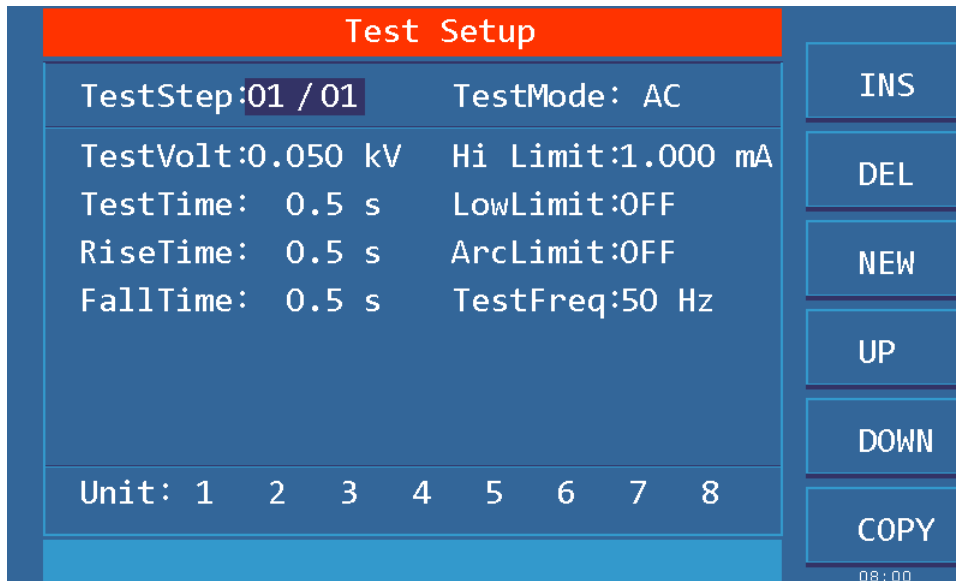 Test Setup
TestStep:01 / 01 TestMode: AC
TestVolt:0.050 kV Hi Limit:1.000 mA
TestTime: 0.5 s LowLimit:OFF
RiseTime: 0.5 s ArcLimit:OFF
FallTime: 0.5 s TestFreq:50 Hz
Unit: 1 2 3 4 5 6 7 8
INS
DEL
NEW
UP
DOWN
COPY
08:00